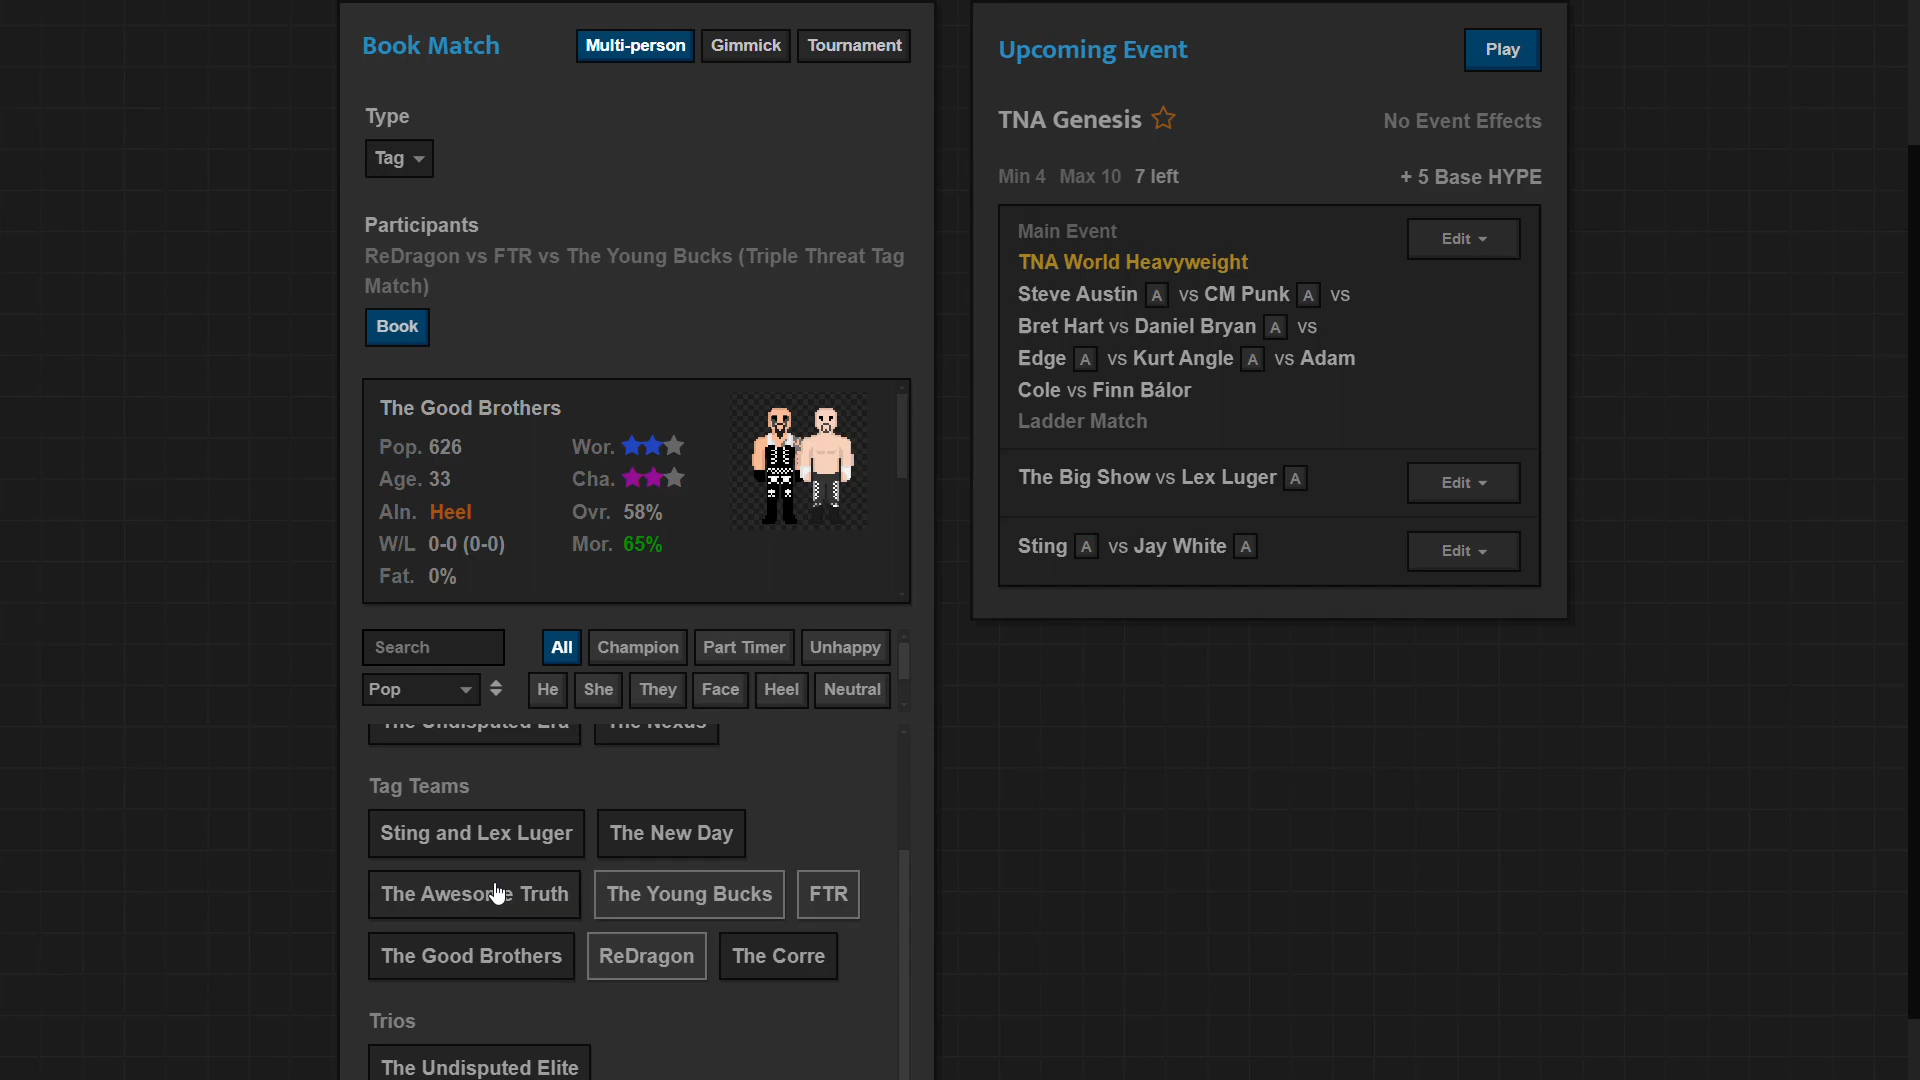 Book Match
Multi-person
Gimmick
Tournament
Type
Tag
Participants
ReDragon vs FTR vs The Young Bucks (Triple Threat Tag
Match)
Book
The Good Brothers
Pop. 626
Wor.
Age. 33
Cha.
Aln. Heel
Ovr. 58%
W/L 0-0 (0-0)
Mor. 65%
Fat. 0%
Search
All
Champion
Part Timer
Unhappy
Pop
He
She
They
Face
Heel
Neutral
The Undisputed Era
The Nexus
Tag Teams
Sting and Lex Luger
The New Day
The Awesome Truth
The Young Bucks
FTR
The Good Brothers
ReDragon
The Corre
Trios
The Undisputed Elite
Upcoming Event
Play
TNA Genesis
No Event Effects
Min 4 Max 10 7 left
+ 5 Base HYPE
Main Event
Edit
TNA World Heavyweight
Steve Austin A vs CM Punk A vs
Bret Hart vs Daniel Bryan A vs
Edge A vs Kurt Angle A vs Adam
Cole vs Finn Bálor
Ladder Match
The Big Show vs Lex Luger A
Edit
Sting A vs Jay White A
Edit